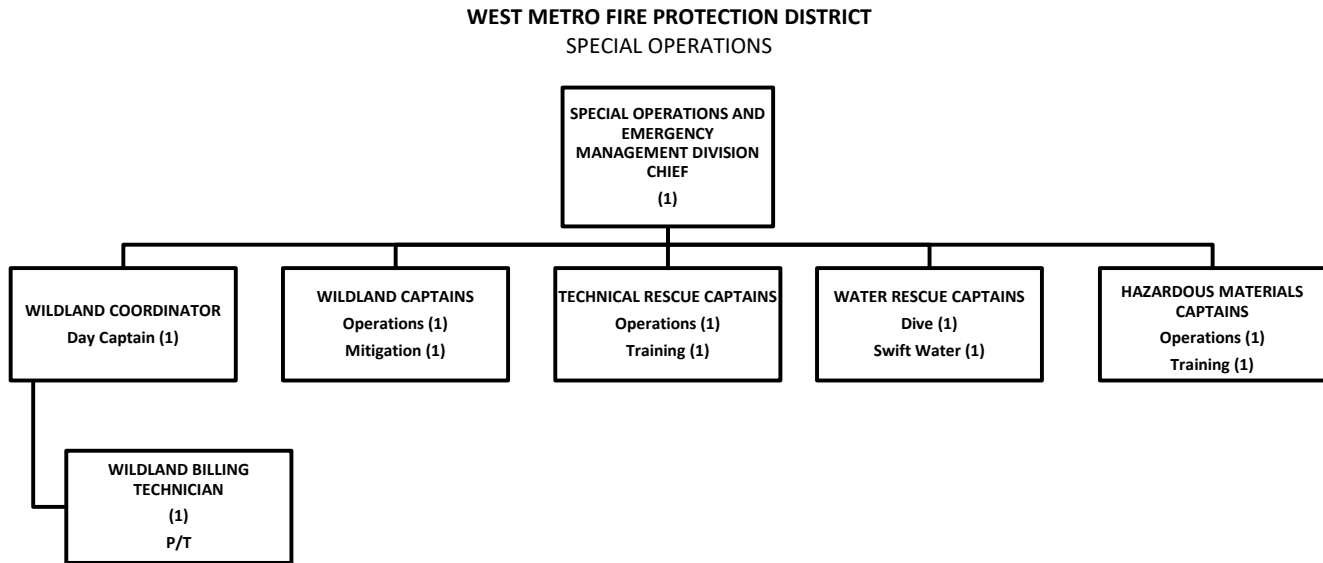 WEST METRO FIRE PROTECTION DISTRICT
SPECIAL OPERATIONS
SPECIAL OPERATIONS AND
EMERGENCY
MANAGEMENT DIVISION
CHIEF
(1)
WILDLAND COORDINATOR
Day Captain (1)
WILDLAND CAPTAINS
Operations (1)
Mitigation (1)
TECHNICAL RESCUE CAPTAINS
Operations (1)
Training (1)
WATER RESCUE CAPTAINS
Dive (1)
Swift Water (1)
HAZARDOUS MATERIALS
CAPTAINS
Operations (1)
Training (1)
WILDLAND BILLING
TECHNICIAN
(1)
P/T